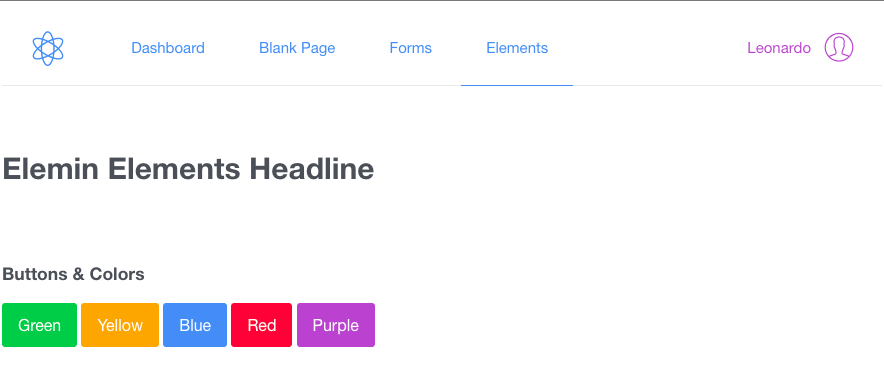 Dashboard Blank Page Forms Elements Leonardo
Elemin Elements Headline
Buttons & Colors
Green Yellow Blue Red Purple